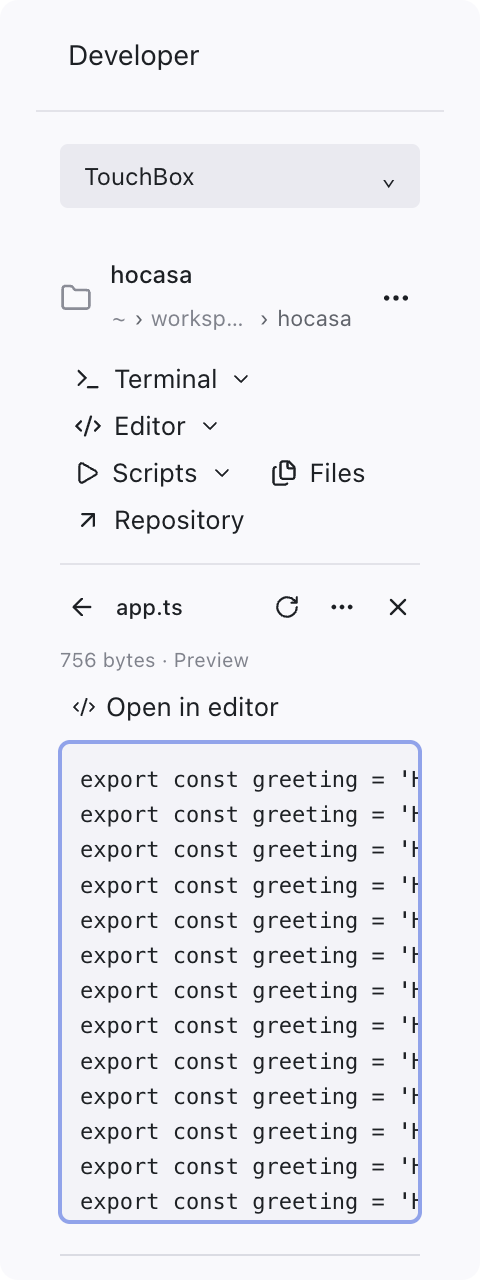 Developer
TouchBox
hocasa
~ › worksp... › hocasa
Terminal
Editor
Scripts Files
Repository
app.ts
756 bytes · Preview
Open in editor
export const greeting = 'H
export const greeting = 'H
export const greeting = 'H
export const greeting = 'H
export const greeting = 'H
export const greeting = 'H
export const greeting = 'H
export const greeting = 'H
export const greeting = 'H
export const greeting = 'H
export const greeting = 'H
export const greeting = 'H
export const greeting = 'H